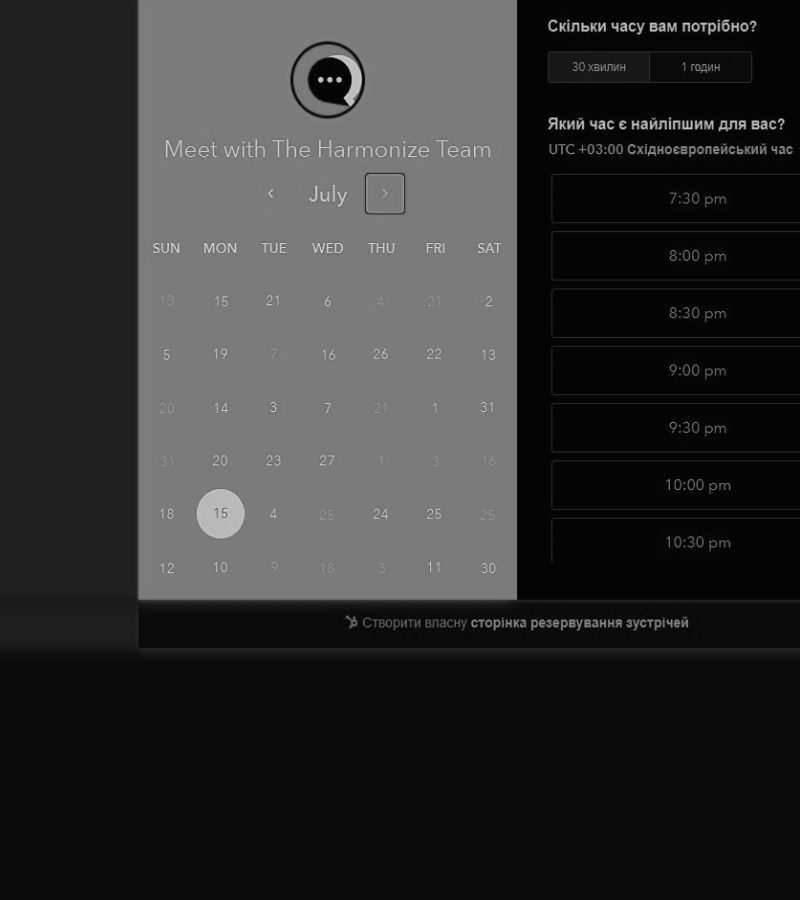 Meet with The Harmonize Team
July
SUN MON TUE WED THU FRI SAT
13 15 21 6 4 21 2
5 19 7 16 26 22 13
20 14 3 7 21 1 31
31 20 23 27 1 3 16
18 15 4 25 24 25 25
12 10 9 18 3 11 30
Скільки часу вам потрібно?
30 хвилин 1 годин
Який час є найліпшим для вас?
UTC +03:00 Східноєвропейський час
7:30 pm
8:00 pm
8:30 pm
9:00 pm
9:30 pm
10:00 pm
10:30 pm
Створити власну сторінка резервування зустрічей